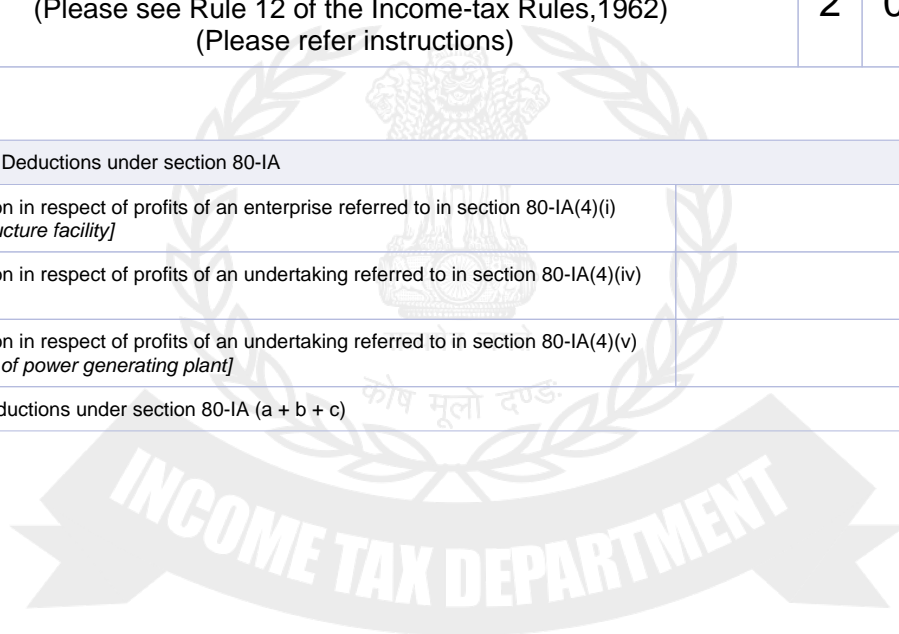 (Please see Rule 12 of the Income-tax Rules,1962)
(Please refer instructions)
2 0
Deductions under section 80-IA
on in respect of profits of an enterprise referred to in section 80-IA(4)(i)
ucture facility]
on in respect of profits of an undertaking referred to in section 80-IA(4)(iv)
on in respect of profits of an undertaking referred to in section 80-IA(4)(v)
of power generating plant]
ductions under section 80-IA (a + b + c)
कोष मूलो दण्डः
INCOME TAX DEPARTMENT